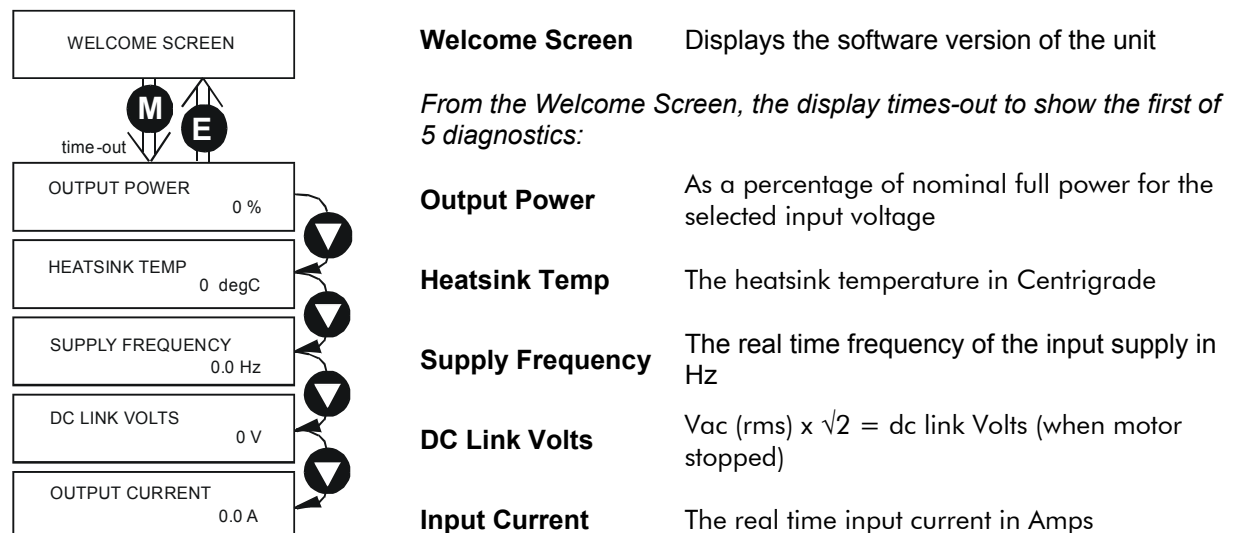 WELCOME SCREEN
M
E
time-out
OUTPUT POWER
0 %
HEATSINK TEMP
0 degC
SUPPLY FREQUENCY
0.0 Hz
DC LINK VOLTS
0 V
OUTPUT CURRENT
0.0 A
Welcome Screen Displays the software version of the unit
From the Welcome Screen, the display times-out to show the first of
5 diagnostics:
Output Power As a percentage of nominal full power for the
selected input voltage
Heatsink Temp The heatsink temperature in Centrigrade
Supply Frequency The real time frequency of the input supply in
Hz
DC Link Volts Vac (rms) x √2 = dc link Volts (when motor
stopped)
Input Current The real time input current in Amps